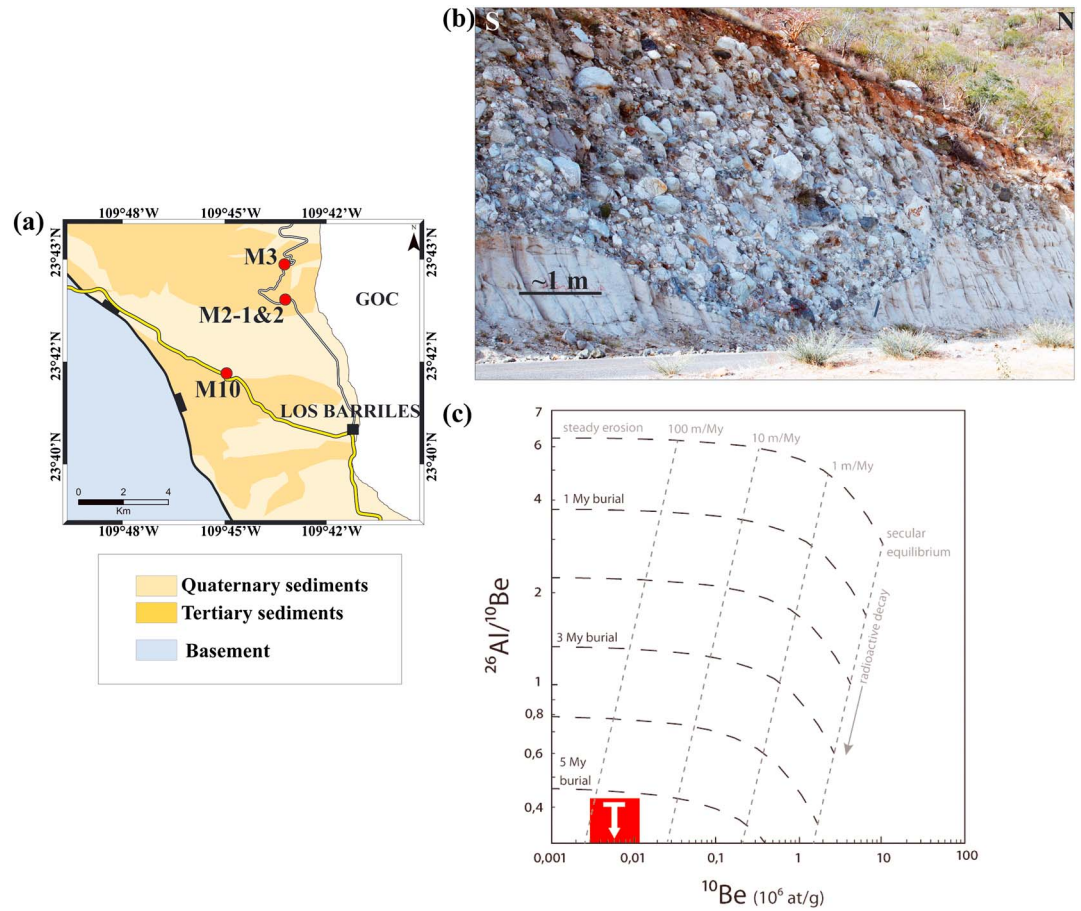 (a)
109°48'W 109°45'W 109°42'W
23°43'N
23°42'N
23°40'N
N
M3
GOC
M2-1&2
M10
LOS BARRILES
0 2 4
Km
109°48'W 109°45'W 109°42'W
23°43'N
23°42'N
23°40'N
Quaternary sediments
Tertiary sediments
Basement
(b)
S N
~1 m
(c)
7
6
4
2
1
0,8
0,6
0,4
26Al/10Be
steady erosion
100 m/My
10 m/My
1 m/My
1 My burial
secular
equilibrium
radioactive decay
3 My burial
5 My
burial
0,001 0,01 0,1 1 10 100
10Be (10⁶ at/g)